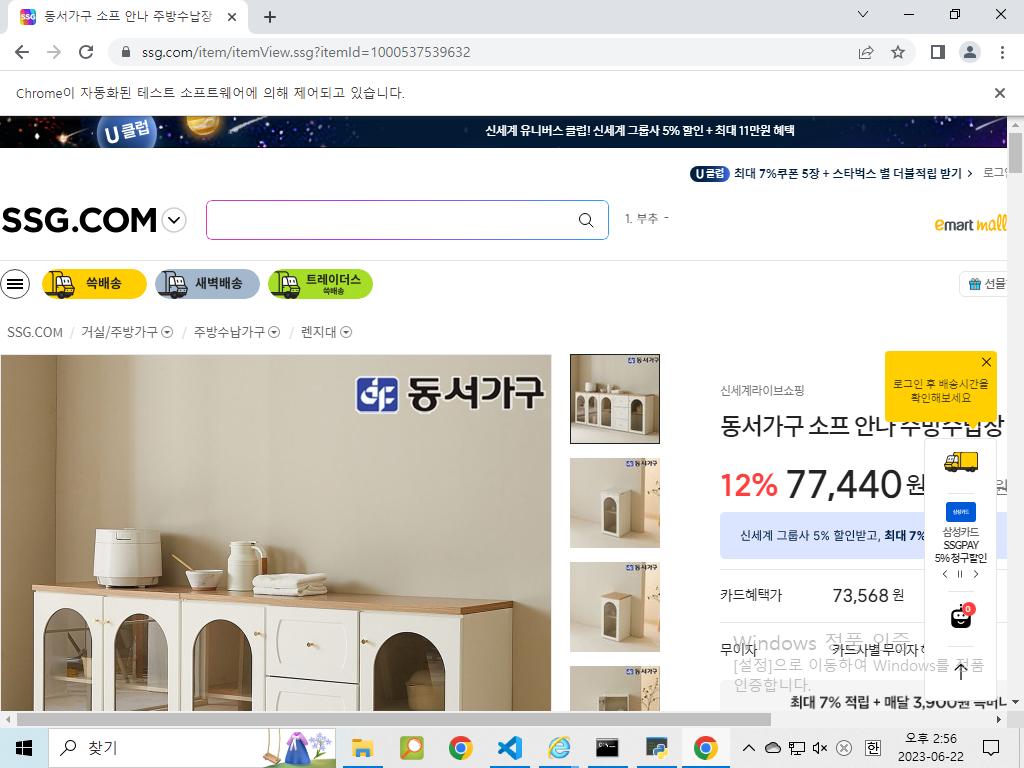 동서가구 소프 안나 주방수납장
ssg.com/item/itemView.ssg?itemId=1000537539632
Chrome이 자동화된 테스트 소프트웨어에 의해 제어되고 있습니다.
U클럽
신세계 유니버스 클럽! 신세계 그룹사 5% 할인 + 최대 11만원 혜택
U클럽 최대 7%쿠폰 5장 + 스타벅스 별 더블적립 받기
SSG.COM
1. 부추 -
emart mall
쓱배송
새벽배송
트레이더스
쓱배송
선물
SSG.COM / 거실/주방가구 / 주방수납가구 / 렌지대
동서가구
로그인 후 배송시간을
확인해보세요
신세계라이브쇼핑
동서가구 소프 안나 주방수납장
12% 77,440원
신세계 그룹사 5% 할인받고, 최대 7%
삼성카드
삼성카드
SSGPAY
5% 청구할인
카드혜택가 73,568 원
0
무이자 카드사별 무이자
Windows 정품 인증
[설정]으로 이동하여 Windows를 정품
인증합니다.
최대 7% 적립 + 매달 3,900원
찾기
오후 2:56
2023-06-22
한